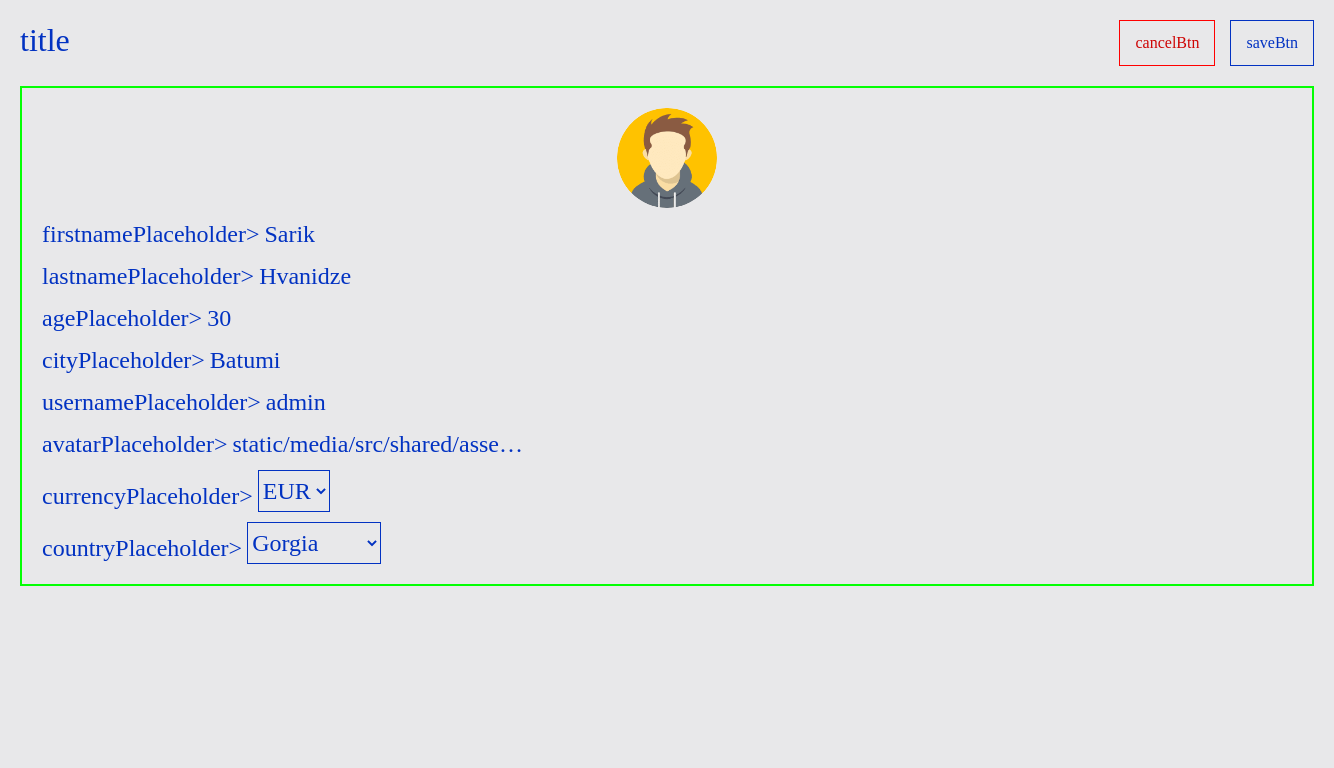 title
cancelBtn
saveBtn
firstnamePlaceholder> Sarik
lastnamePlaceholder> Hvanidze
agePlaceholder> 30
cityPlaceholder> Batumi
usernamePlaceholder> admin
avatarPlaceholder> static/media/src/shared/asse…
currencyPlaceholder> EUR
countryPlaceholder> Gorgia